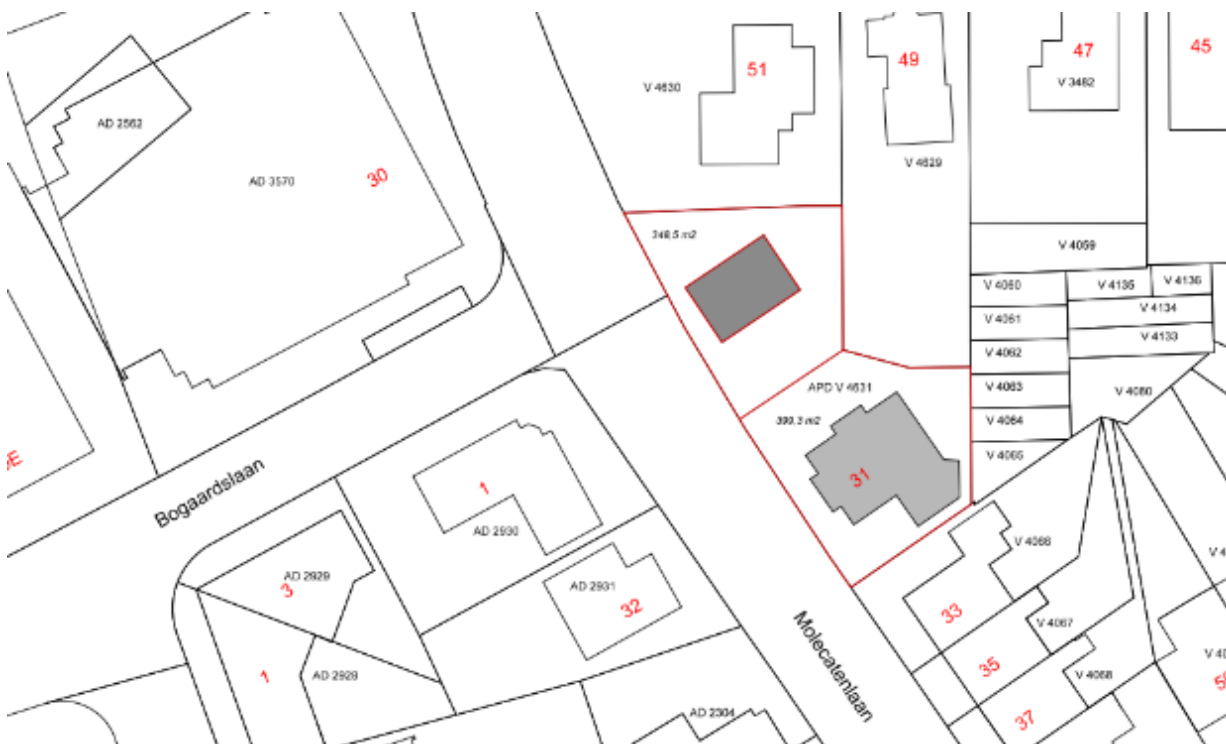 51
49
47
45
V 4630
V 3482
AD 2562
V 4629
AD 3570
30
348,5 m2
V 4059
V 4060
V 4135
V 4136
V 4061
V 4134
V 4062
V 4133
APD V 4631
V 4063
V 4080
399,3 m2
V 4064
V 4065
31
Bogaardslaan
1
AD 2930
V 4066
AD 2929
3
AD 2931
32
33
V 4067
Molecatenlaan
35
1
AD 2928
V 4068
37
AD 2304